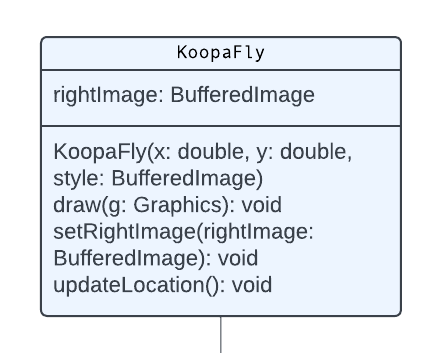 KoopaFly
rightImage: BufferedImage
KoopaFly(x: double, y: double,
style: BufferedImage)
draw(g: Graphics): void
setRightImage(rightImage:
BufferedImage): void
updateLocation(): void